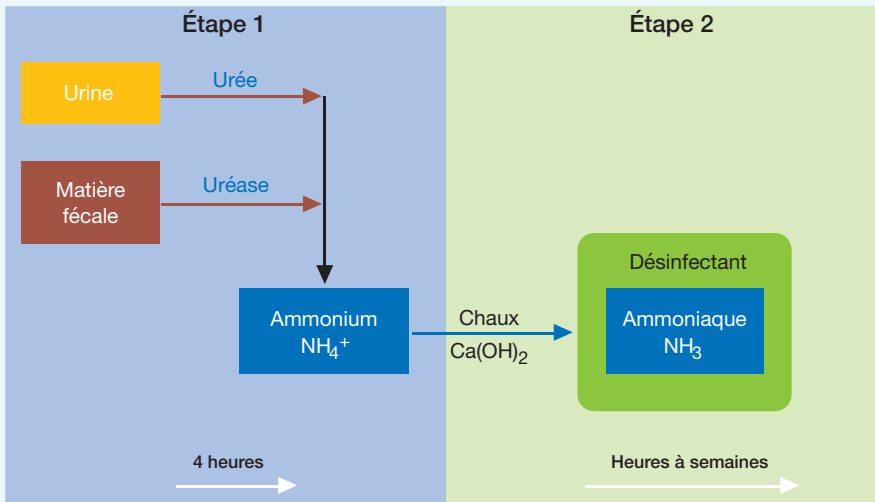 Étape 1
Étape 2
Urine
Urée
Matière
fécale
Uréase
Ammonium
NH₄⁺
Chaux
Ca(OH)₂
Désinfectant
Ammoniaque
NH₃
4 heures
Heures à semaines